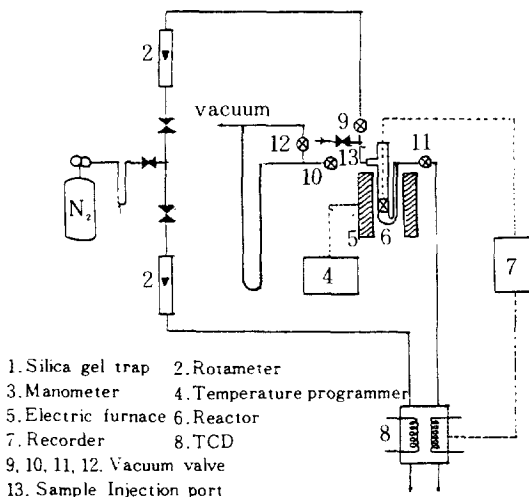 2
vacuum
9
12
13
11
10
N₂
5
6
4
7
2
8
1. Silica gel trap 2. Rotameter
3. Manometer 4. Temperature programmer
5. Electric furnace 6. Reactor
7. Recorder 8. TCD
9, 10, 11, 12. Vacuum valve
13. Sample Injection port